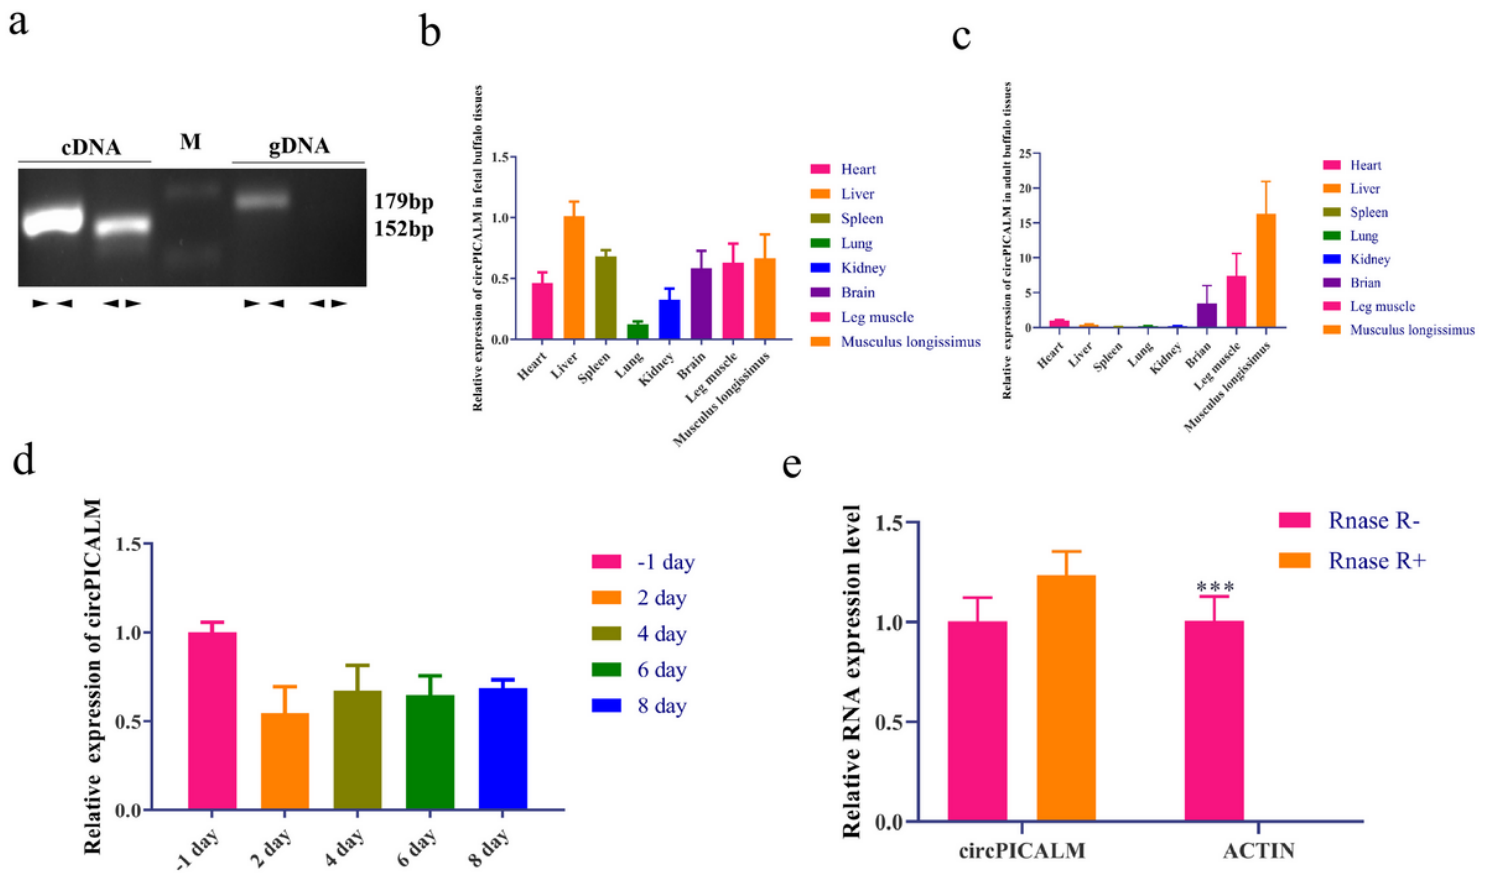 a
cDNA
M
gDNA
179bp
152bp
b
Relative expression of circPICALM in fetal buffalo tissues
1.5
1.0
0.5
0.0
Heart
Liver
Spleen
Lung
Kidney
Brain
Leg muscle
Musculus longissimus
Heart
Liver
Spleen
Lung
Kidney
Brain
Leg muscle
Musculus longissimus
c
Relative expression of circPICALM in adult buffalo tissues
25
20
15
10
5
0
Heart
Liver
Spleen
Lung
Kidney
Brian
Leg muscle
Musculus longissimus
Heart
Liver
Spleen
Lung
Kidney
Brian
Leg muscle
Musculus longissimus
d
Relative expression of circPICALM
1.5
1.0
0.5
0.0
-1 day
2 day
4 day
6 day
8 day
-1 day
2 day
4 day
6 day
8 day
e
Relative RNA expression level
1.5
1.0
0.5
0.0
***
circPICALM
ACTIN
Rnase R-
Rnase R+